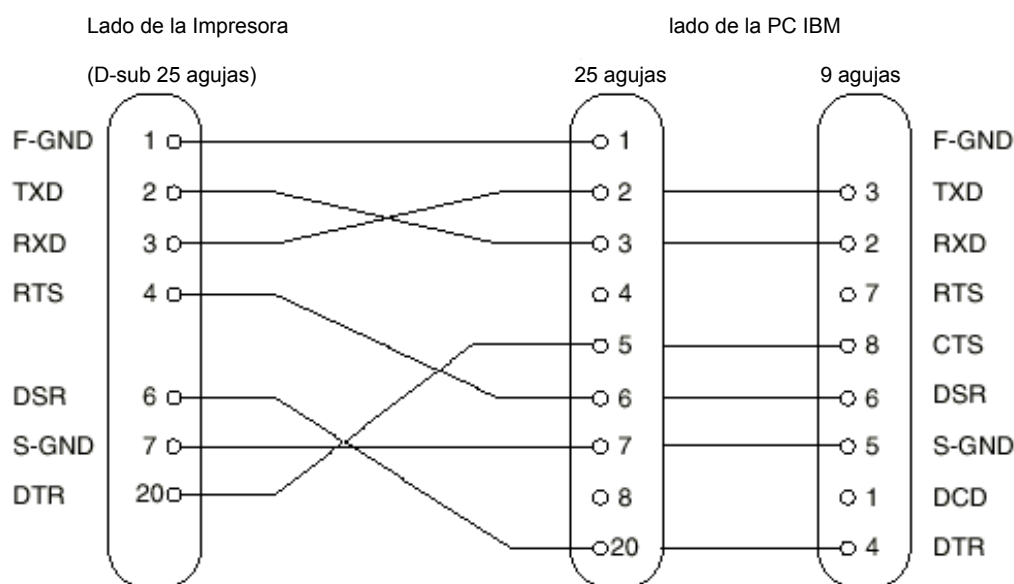 Lado de la Impresora lado de la PC IBM
(D-sub 25 agujas) 25 agujas 9 agujas
F-GND 1 1 F-GND
TXD 2 2 3 TXD
RXD 3 3 2 RXD
RTS 4 4 7 RTS
5 8 CTS
DSR 6 6 6 DSR
S-GND 7 7 5 S-GND
DTR 20 8 1 DCD
20 4 DTR